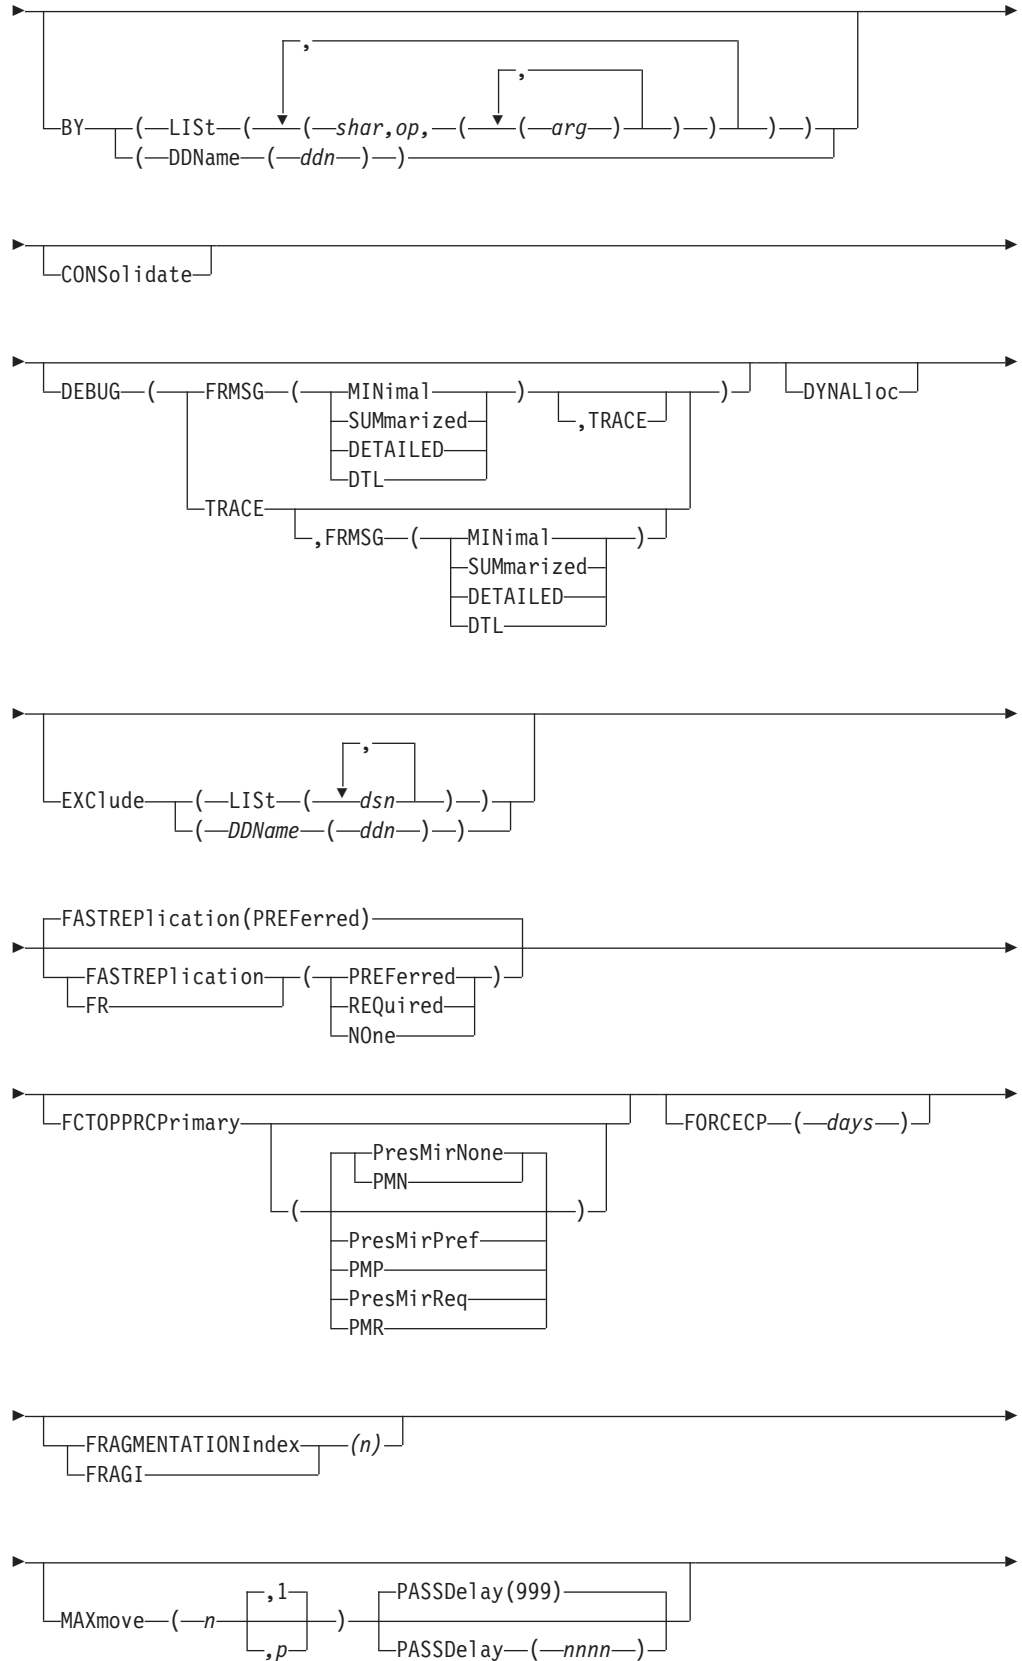 ,
,
BY (LISt ( (shar,op, ( (arg ) ) ) ) )
(DDName (ddn) )
CONSolidate
DEBUG ( FRMSG ( MINimal ) ) DYNALloc
SUMmarized ,TRACE
DETAILED
DTL
TRACE
,FRMSG ( MINimal )
SUMmarized
DETAILED
DTL
,
EXClude (LISt ( dsn ) )
(DDName (ddn) )
FASTREPlication(PREFerred)
FASTREPlication ( PREFerred )
FR REQuired
NOne
FCTOPPRCPrimary FORCECP (days)
PresMirNone
PMN
( )
PresMirPref
PMP
PresMirReq
PMR
FRAGMENTATIONIndex (n)
FRAGI
,1 PASSDelay(999)
MAXmove (n )
,p PASSDelay (nnnn)